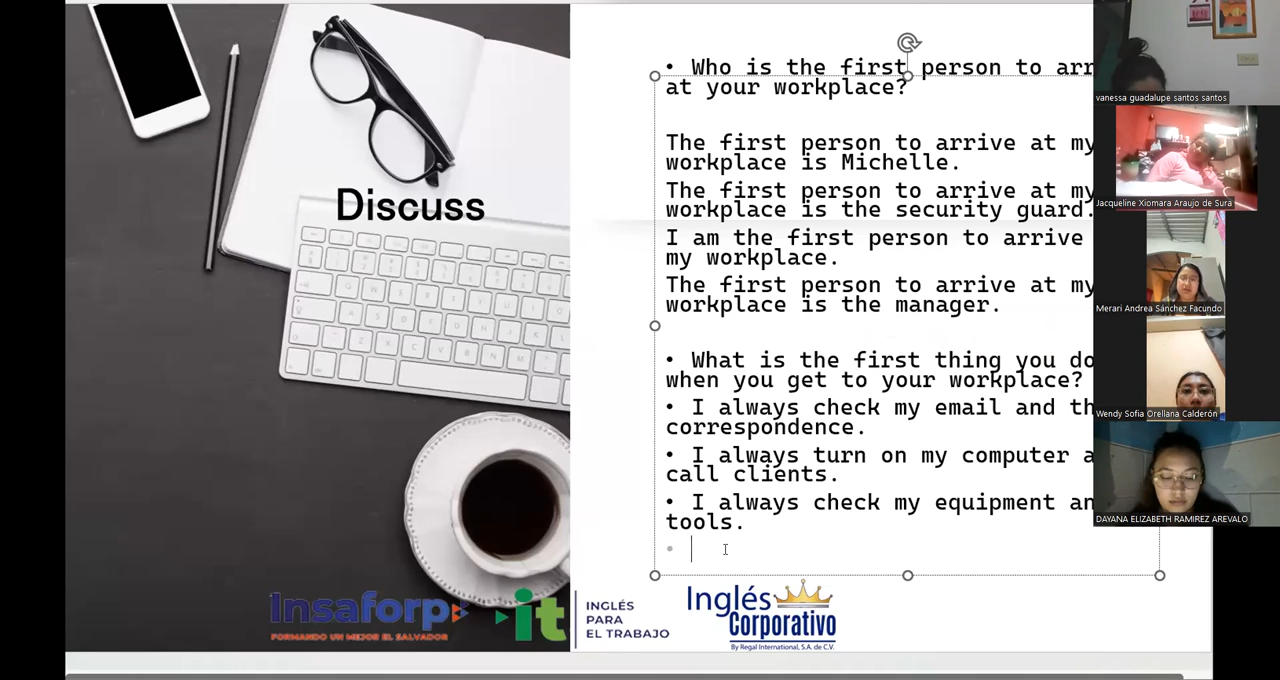 Discuss
• Who is the first person to arr
at your workplace?
The first person to arrive at my
workplace is Michelle.
The first person to arrive at my
workplace is the security guard.
I am the first person to arrive
my workplace.
The first person to arrive at my
workplace is the manager.
• What is the first thing you do
when you get to your workplace?
• I always check my email and th
correspondence.
• I always turn on my computer a
call clients.
• I always check my equipment an
tools.
Insaforp
FORMANDO UN MEJOR EL SALVADOR
it
INGLÉS
PARA
EL TRABAJO
Inglés
Corporativo
By Regal International, S.A. de C.V.
vanessa guadalupe santos santos
Jacqueline Xiomara Araujo de Sura
Merari Andrea Sánchez Facundo
Wendy Sofia Orellana Calderón
DAYANA ELIZABETH RAMIREZ AREVALO